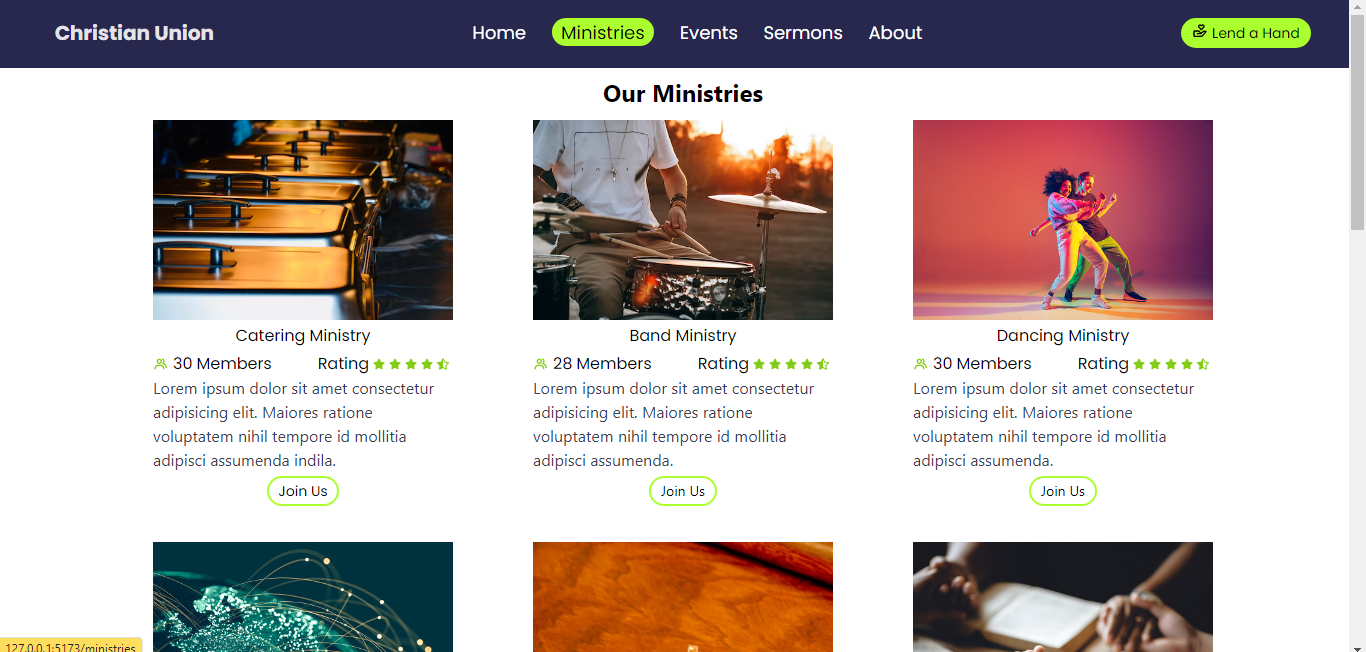 Christian Union
Home Ministries Events Sermons About
Lend a Hand
Our Ministries
Catering Ministry
30 Members Rating
Lorem ipsum dolor sit amet consectetur
adipisicing elit. Maiores ratione
voluptatem nihil tempore id mollitia
adipisci assumenda indila.
Join Us
Band Ministry
28 Members Rating
Lorem ipsum dolor sit amet consectetur
adipisicing elit. Maiores ratione
voluptatem nihil tempore id mollitia
adipisci assumenda.
Join Us
Dancing Ministry
30 Members Rating
Lorem ipsum dolor sit amet consectetur
adipisicing elit. Maiores ratione
voluptatem nihil tempore id mollitia
adipisci assumenda.
Join Us
127.0.0.1:5173/ministries